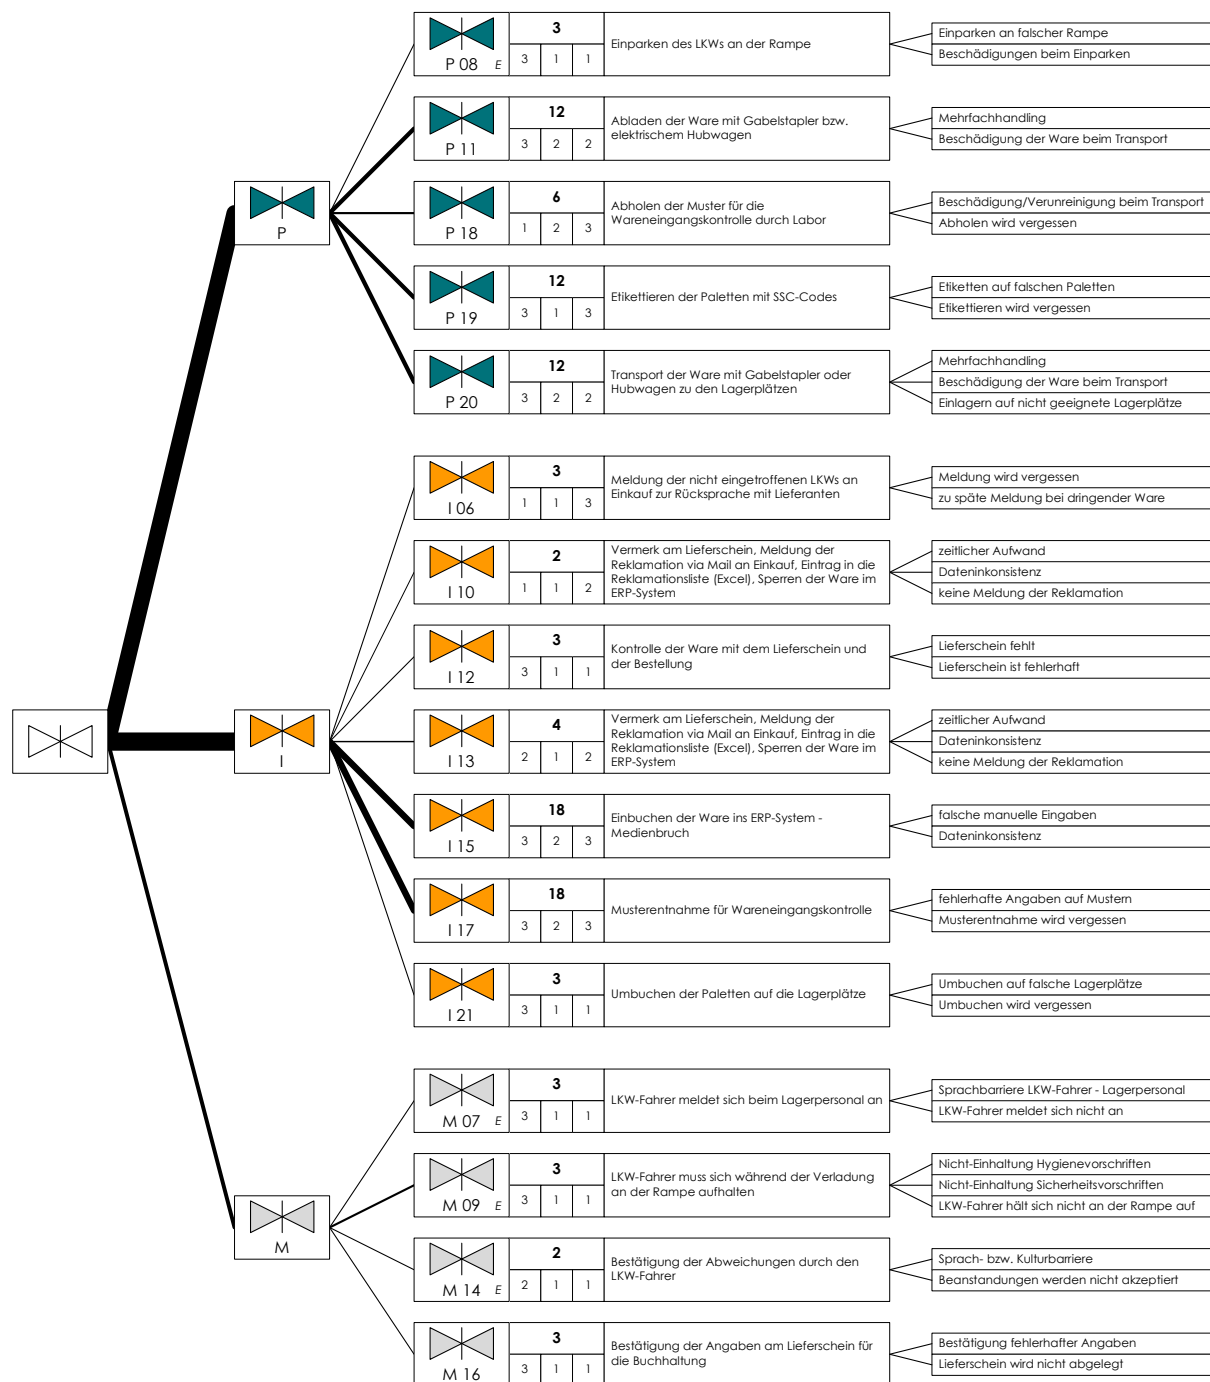 3
P 08 E 3 1 1
Einparken des LKWs an der Rampe
Einparken an falscher Rampe
Beschädigungen beim Einparken
12
P 11 3 2 2
Abladen der Ware mit Gabelstapler bzw.
elektrischem Hubwagen
Mehrfachhandling
Beschädigung der Ware beim Transport
P
6
P 18 1 2 3
Abholen der Muster für die
Wareneingangskontrolle durch Labor
Beschädigung/Verunreinigung beim Transport
Abholen wird vergessen
12
P 19 3 1 3
Etikettieren der Paletten mit SSC-Codes
Etiketten auf falschen Paletten
Etikettieren wird vergessen
12
P 20 3 2 2
Transport der Ware mit Gabelstapler oder
Hubwagen zu den Lagerplätzen
Mehrfachhandling
Beschädigung der Ware beim Transport
Einlagern auf nicht geeignete Lagerplätze
3
I 06 1 1 3
Meldung der nicht eingetroffenen LKWs an
Einkauf zur Rücksprache mit Lieferanten
Meldung wird vergessen
zu späte Meldung bei dringender Ware
2
I 10 1 1 2
Vermerk am Lieferschein, Meldung der
Reklamation via Mail an Einkauf, Eintrag in die
Reklamationsliste (Excel), Sperren der Ware im
ERP-System
zeitlicher Aufwand
Dateninkonsistenz
keine Meldung der Reklamation
3
I 12 3 1 1
Kontrolle der Ware mit dem Lieferschein und
der Bestellung
Lieferschein fehlt
Lieferschein ist fehlerhaft
I
4
I 13 2 1 2
Vermerk am Lieferschein, Meldung der
Reklamation via Mail an Einkauf, Eintrag in die
Reklamationsliste (Excel), Sperren der Ware im
ERP-System
zeitlicher Aufwand
Dateninkonsistenz
keine Meldung der Reklamation
18
I 15 3 2 3
Einbuchen der Ware ins ERP-System -
Medienbruch
falsche manuelle Eingaben
Dateninkonsistenz
18
I 17 3 2 3
Musterentnahme für Wareneingangskontrolle
fehlerhafte Angaben auf Mustern
Musterentnahme wird vergessen
3
I 21 3 1 1
Umbuchen der Paletten auf die Lagerplätze
Umbuchen auf falsche Lagerplätze
Umbuchen wird vergessen
3
M 07 E 3 1 1
LKW-Fahrer meldet sich beim Lagerpersonal an
Sprachbarriere LKW-Fahrer - Lagerpersonal
LKW-Fahrer meldet sich nicht an
3
M 09 E 3 1 1
LKW-Fahrer muss sich während der Verladung
an der Rampe aufhalten
Nicht-Einhaltung Hygienevorschriften
Nicht-Einhaltung Sicherheitsvorschriften
LKW-Fahrer hält sich nicht an der Rampe auf
M
2
M 14 E 2 1 1
Bestätigung der Abweichungen durch den
LKW-Fahrer
Sprach- bzw. Kulturbarriere
Beanstandungen werden nicht akzeptiert
3
M 16 3 1 1
Bestätigung der Angaben am Lieferschein für
die Buchhaltung
Bestätigung fehlerhafter Angaben
Lieferschein wird nicht abgelegt